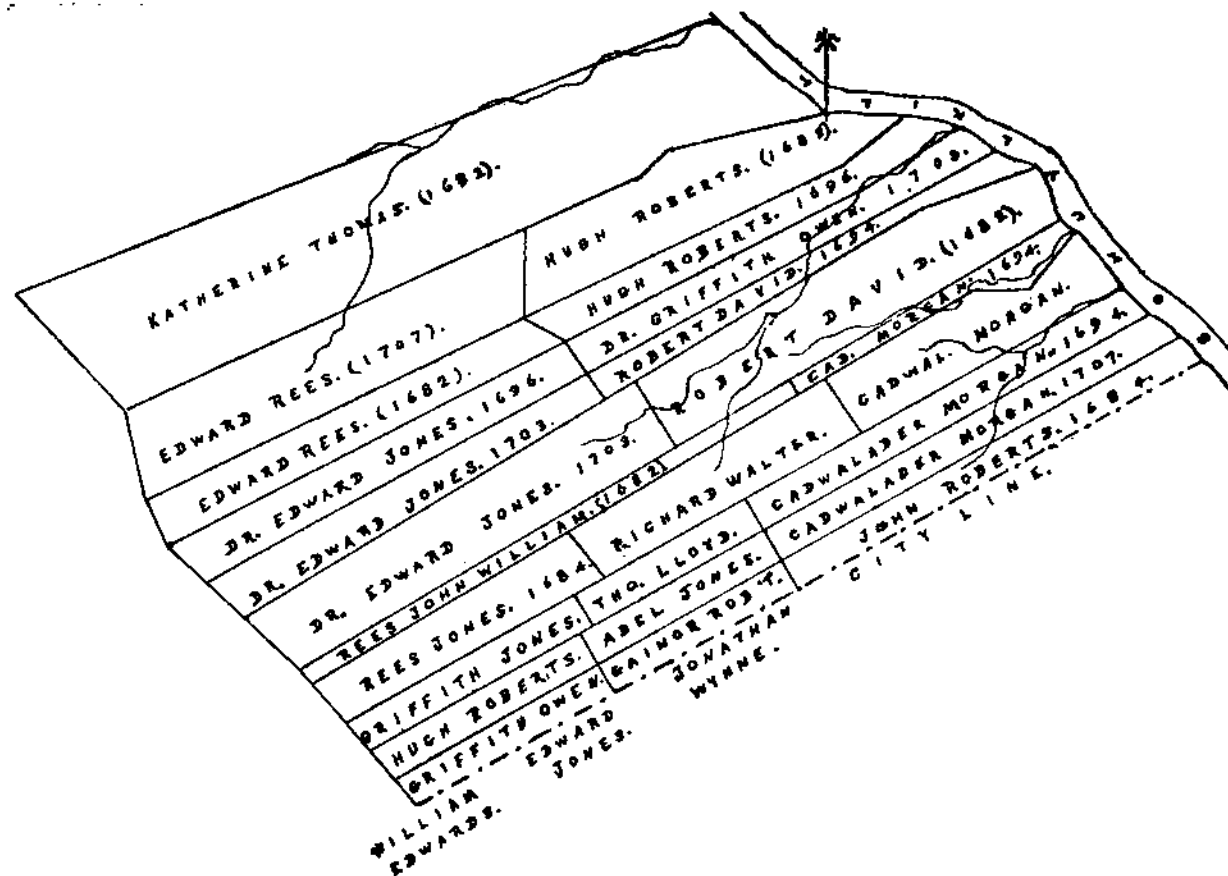 KATHERINE THOMAS. (1682).
HUGH ROBERTS. (1682).
EDWARD REES. (1707).
HUGH ROBERTS. 1696.
EDWARD REES. (1682).
DR. GRIFFITH OWEN. 1703.
DR. EDWARD JONES. 1696.
ROBERT DAVID. 1694.
DR. EDWARD JONES. 1703.
ROBERT DAVID. (1682).
DR. EDWARD JONES. 1703.
CAD. MORGAN. 1694.
REES JOHN WILLIAM. (1682)
CADWAL. MORGAN.
RICHARD WALTER.
REES JONES. 1684.
CADWALADER MORGAN. 1694.
THO. LLOYD.
GRIFFITH JONES.
CADWALADER MORGAN. 1707.
ABEL JONES.
HUGH ROBERTS.
JOHN ROBERTS. 1684.
GAINOR ROB'T.
GRIFFITH OWEN.
CITY LINE.
JONATHAN
WYNNE.
EDWARD
JONES.
WILLIAM
EDWARDS.